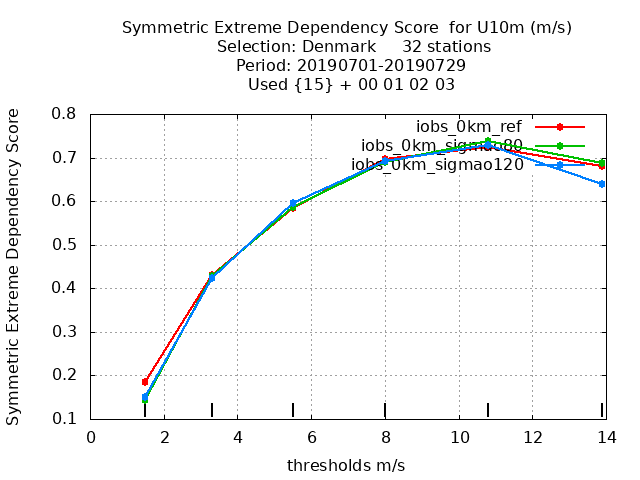 Symmetric Extreme Dependency Score for U10m (m/s)
Selection: Denmark 32 stations
Period: 20190701-20190729
Used {15} + 00 01 02 03
Symmetric Extreme Dependency Score
0.8
0.7
0.6
0.5
0.4
0.3
0.2
0.1
iobs_0km_ref
iobs_0km_sigmao80
iobs_0km_sigmao120
0 2 4 6 8 10 12 14
thresholds m/s